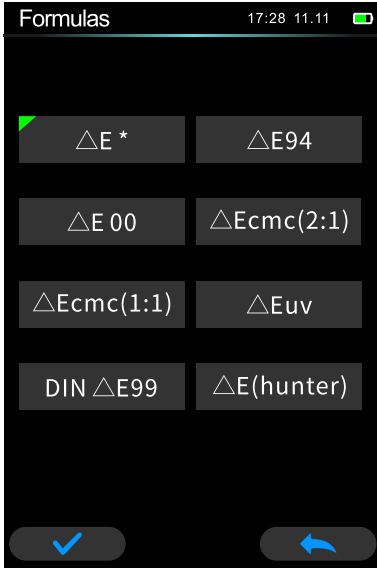 Formulas 17:28 11.11
△E * △E94
△E 00 △Ecmc(2:1)
△Ecmc(1:1) △Euv
DIN △E99 △E(hunter)